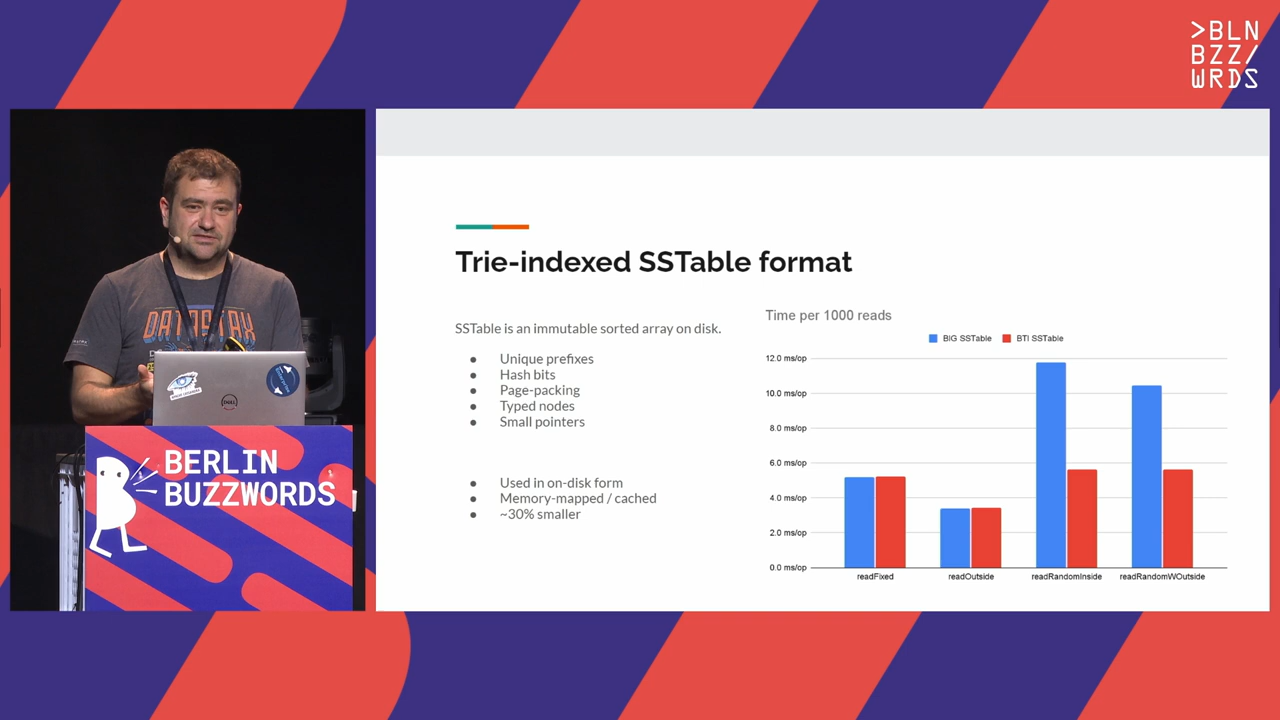 >BLN
BZZ/
WRDS
DATASTAX
DELL
BERLIN
BUZZWORDS
Trie-indexed SSTable format
SSTable is an immutable sorted array on disk.
● Unique prefixes
● Hash bits
● Page-packing
● Typed nodes
● Small pointers
● Used in on-disk form
● Memory-mapped / cached
● ~30% smaller
Time per 1000 reads
BIG SSTable BTI SSTable
12.0 ms/op
10.0 ms/op
8.0 ms/op
6.0 ms/op
4.0 ms/op
2.0 ms/op
0.0 ms/op
readFixed readOutside readRandomInside readRandomWOutside